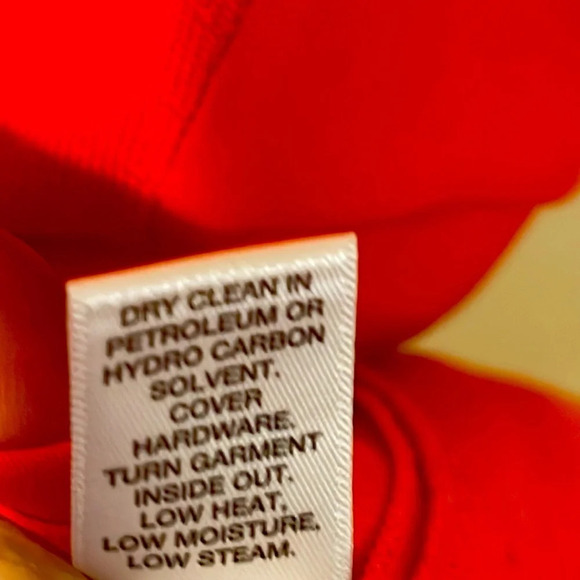 DRY CLEAN IN
PETROLEUM OR
HYDRO CARBON
SOLVENT.
COVER
HARDWARE.
TURN GARMENT
INSIDE OUT.
LOW HEAT,
LOW MOISTURE,
LOW STEAM.